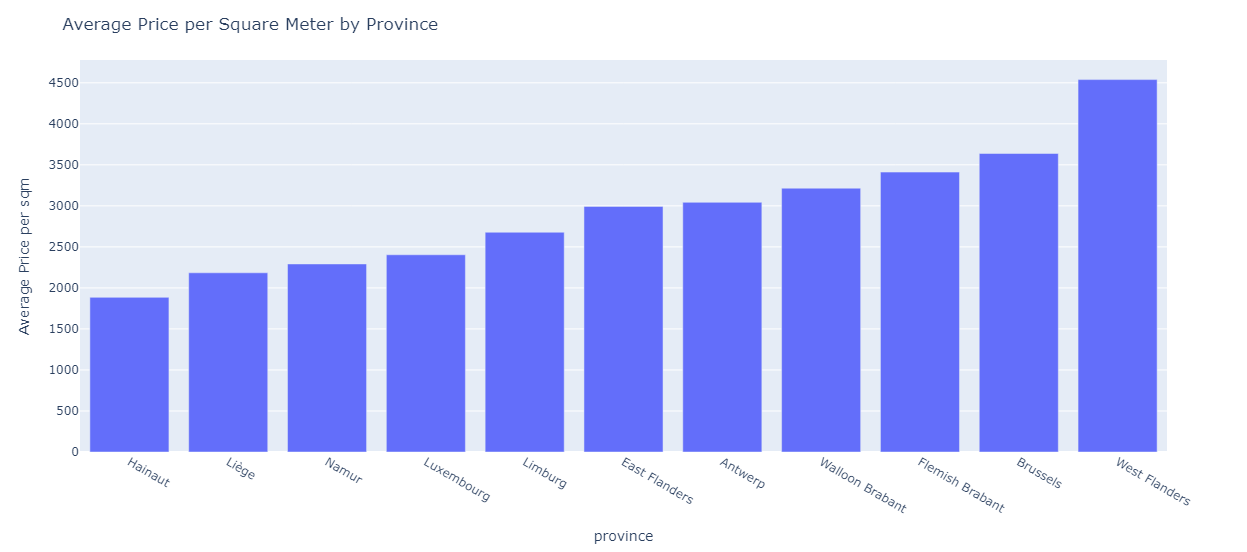 Average Price per Square Meter by Province
Average Price per sqm
4500
4000
3500
3000
2500
2000
1500
1000
500
0
Hainaut
Liège
Namur
Luxembourg
Limburg
East Flanders
Antwerp
Walloon Brabant
Flemish Brabant
Brussels
West Flanders
province